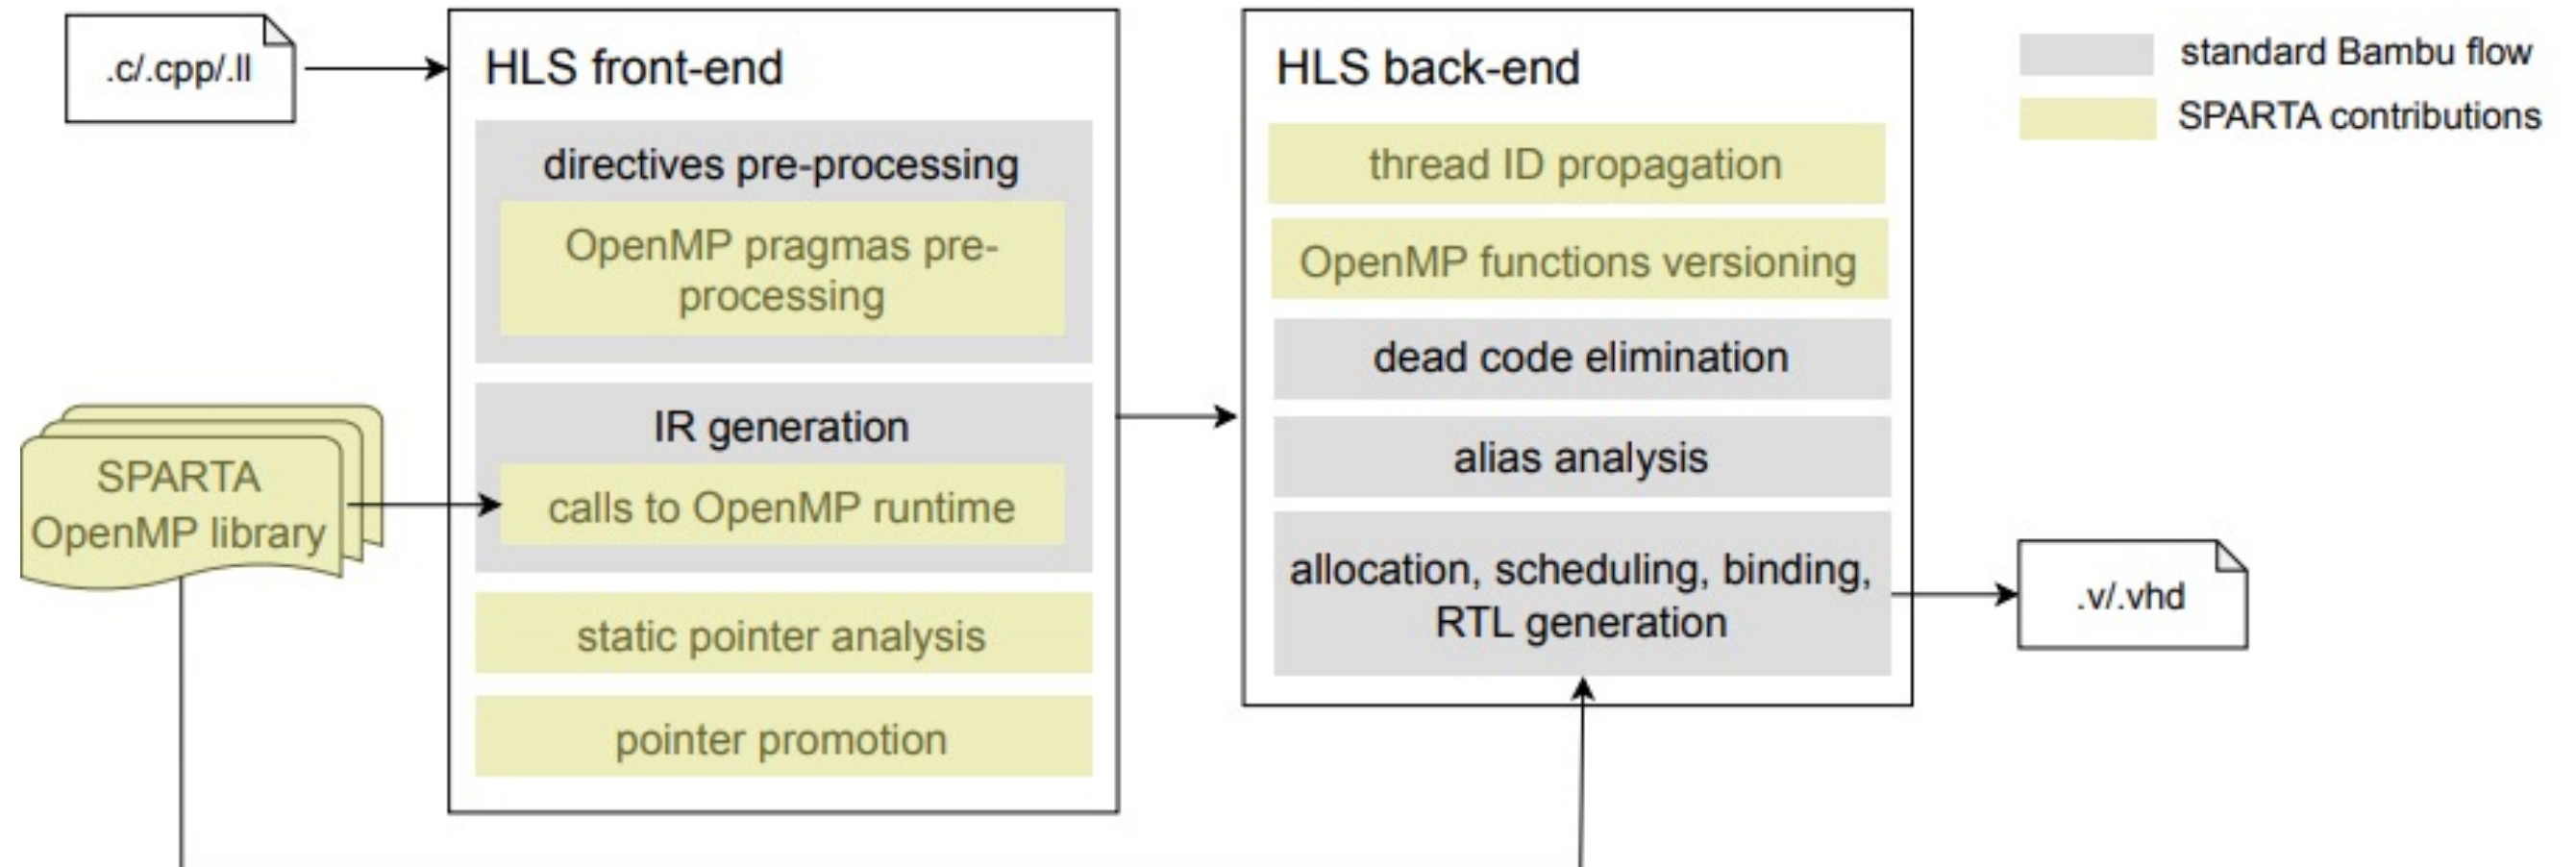 .c/.cpp/.ll
HLS front-end
directives pre-processing
OpenMP pragmas pre-
processing
IR generation
calls to OpenMP runtime
static pointer analysis
pointer promotion
SPARTA
OpenMP library
HLS back-end
thread ID propagation
OpenMP functions versioning
dead code elimination
alias analysis
allocation, scheduling, binding,
RTL generation
.v/.vhd
standard Bambu flow
SPARTA contributions